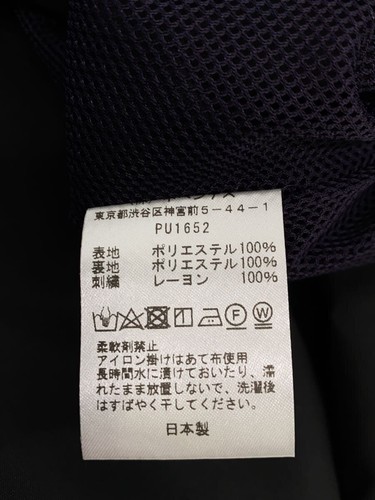 東京都渋谷区神宮前5-44-1
PU1652
表地 ポリエステル100%
裏地 ポリエステル100%
刺繍 レーヨン 100%
柔軟剤禁止
アイロン掛けはあて布使用
長時間水に漬けておいたり、濡
れたまま放置しないで、洗濯後
はすばやく干してください。
日本製